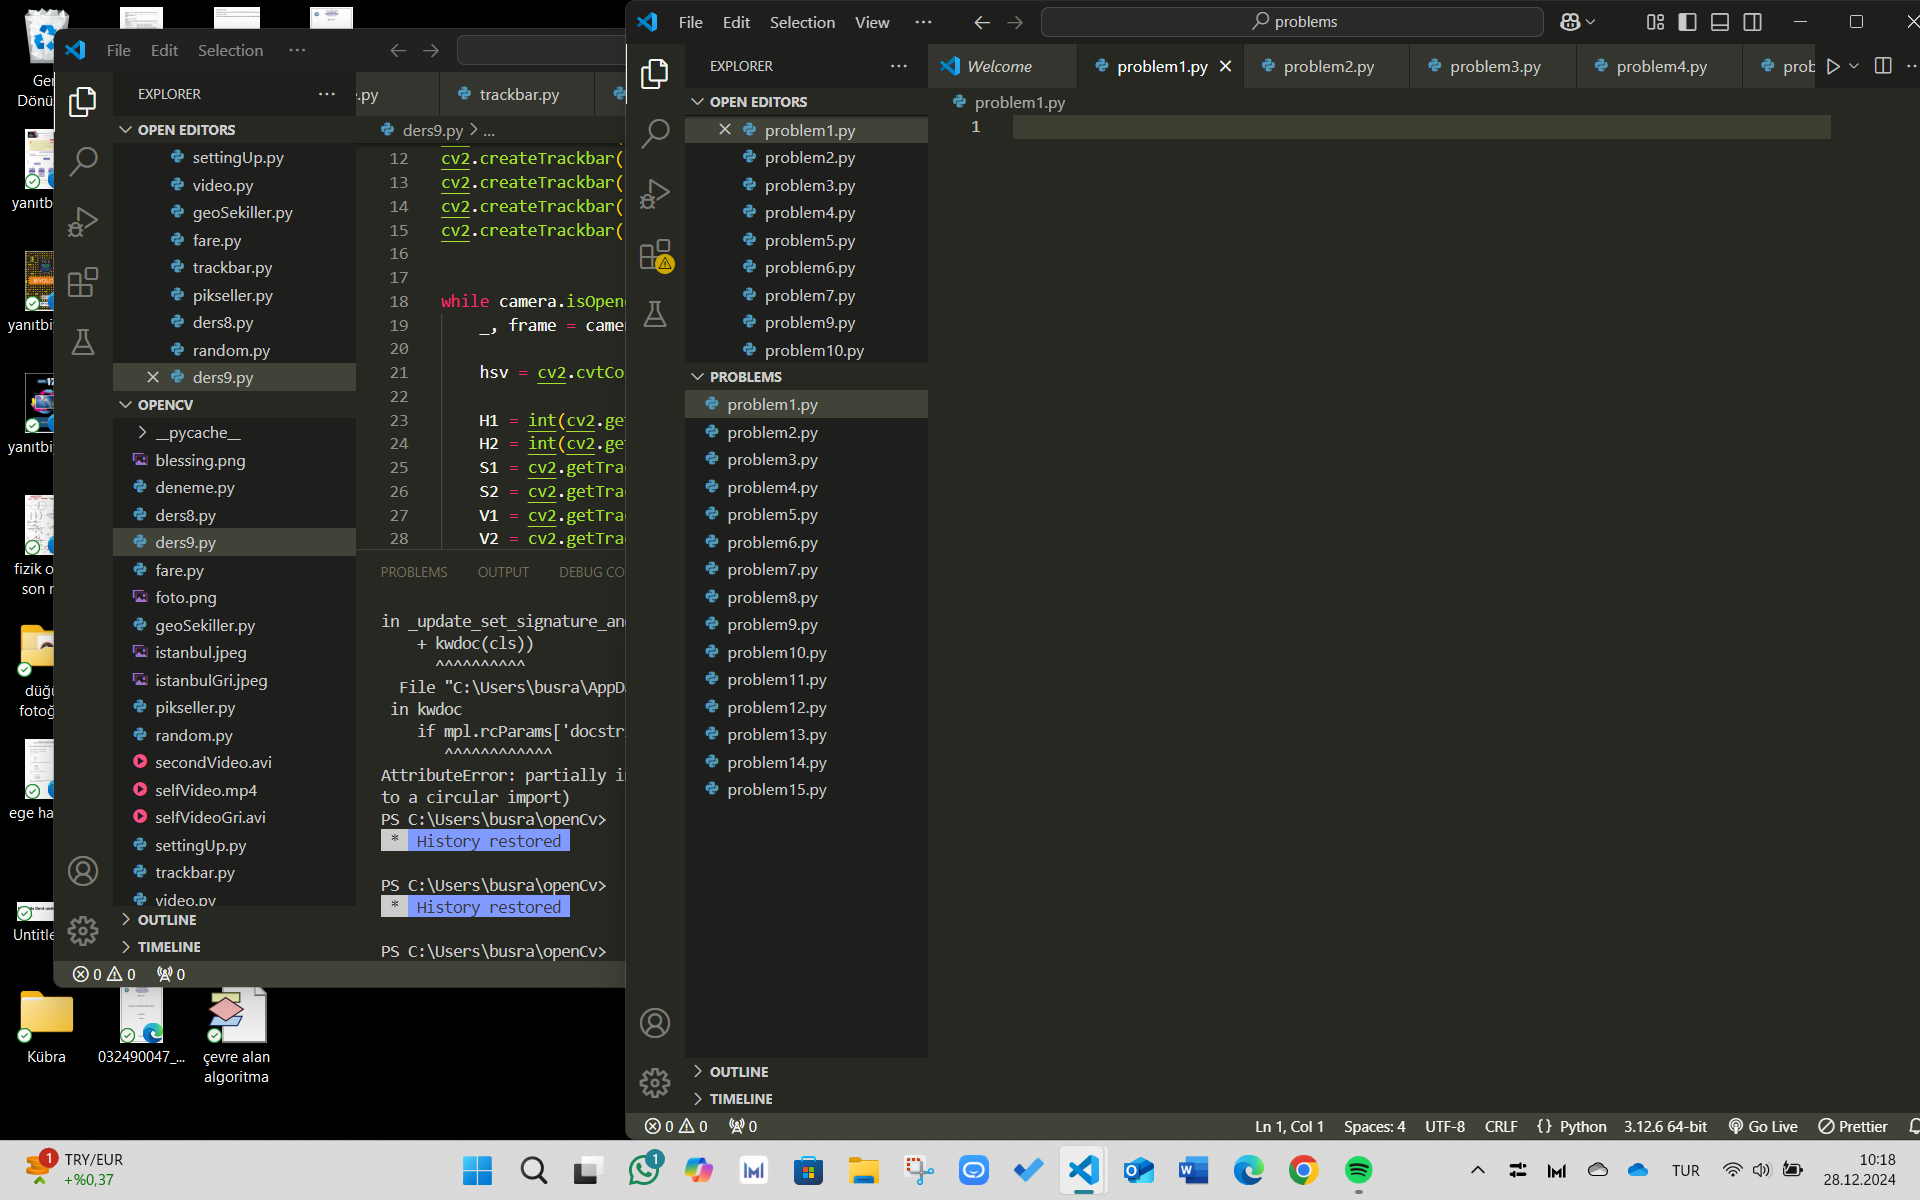 Ger
Dönü
yanıtb
yanıtbi
yanıtbi
fizik o
son r
düğü
fotoğ
ege ha
Untitle
Kübra
032490047_...
çevre alan
algoritma
File Edit Selection ···
EXPLORER ···
OPEN EDITORS
settingUp.py
video.py
geoSekiller.py
fare.py
trackbar.py
pikseller.py
ders8.py
random.py
ders9.py
OPENCV
__pycache__
blessing.png
deneme.py
ders8.py
ders9.py
fare.py
foto.png
geoSekiller.py
istanbul.jpeg
istanbulGri.jpeg
pikseller.py
random.py
secondVideo.avi
selfVideo.mp4
selfVideoGri.avi
settingUp.py
trackbar.py
video.py
OUTLINE
TIMELINE
0 0 0
.py trackbar.py
ders9.py > ...
12 cv2.createTrackbar(
13 cv2.createTrackbar(
14 cv2.createTrackbar(
15 cv2.createTrackbar(
16
17
18 while camera.isOpen
19 _, frame = came
20
21 hsv = cv2.cvtCo
22
23 H1 = int(cv2.ge
24 H2 = int(cv2.ge
25 S1 = cv2.getTra
26 S2 = cv2.getTra
27 V1 = cv2.getTra
28 V2 = cv2.getTra
PROBLEMS OUTPUT DEBUG CO
in _update_set_signature_an
+ kwdoc(cls))
^^^^^^^^^^
File "C:\Users\busra\AppD
in kwdoc
if mpl.rcParams['docstr
^^^^^^^^^^^^
AttributeError: partially i
to a circular import)
PS C:\Users\busra\openCv>
* History restored
PS C:\Users\busra\openCv>
* History restored
PS C:\Users\busra\openCv>
File Edit Selection View ··· problems
EXPLORER ···
OPEN EDITORS
problem1.py
problem2.py
problem3.py
problem4.py
problem5.py
problem6.py
problem7.py
problem9.py
problem10.py
PROBLEMS
problem1.py
problem2.py
problem3.py
problem4.py
problem5.py
problem6.py
problem7.py
problem8.py
problem9.py
problem10.py
problem11.py
problem12.py
problem13.py
problem14.py
problem15.py
OUTLINE
TIMELINE
Welcome problem1.py problem2.py problem3.py problem4.py prob
problem1.py
1
0 0 0 Ln 1, Col 1 Spaces: 4 UTF-8 CRLF {} Python 3.12.6 64-bit Go Live Prettier
1 TRY/EUR
+%0,37
1
TUR
10:18
28.12.2024